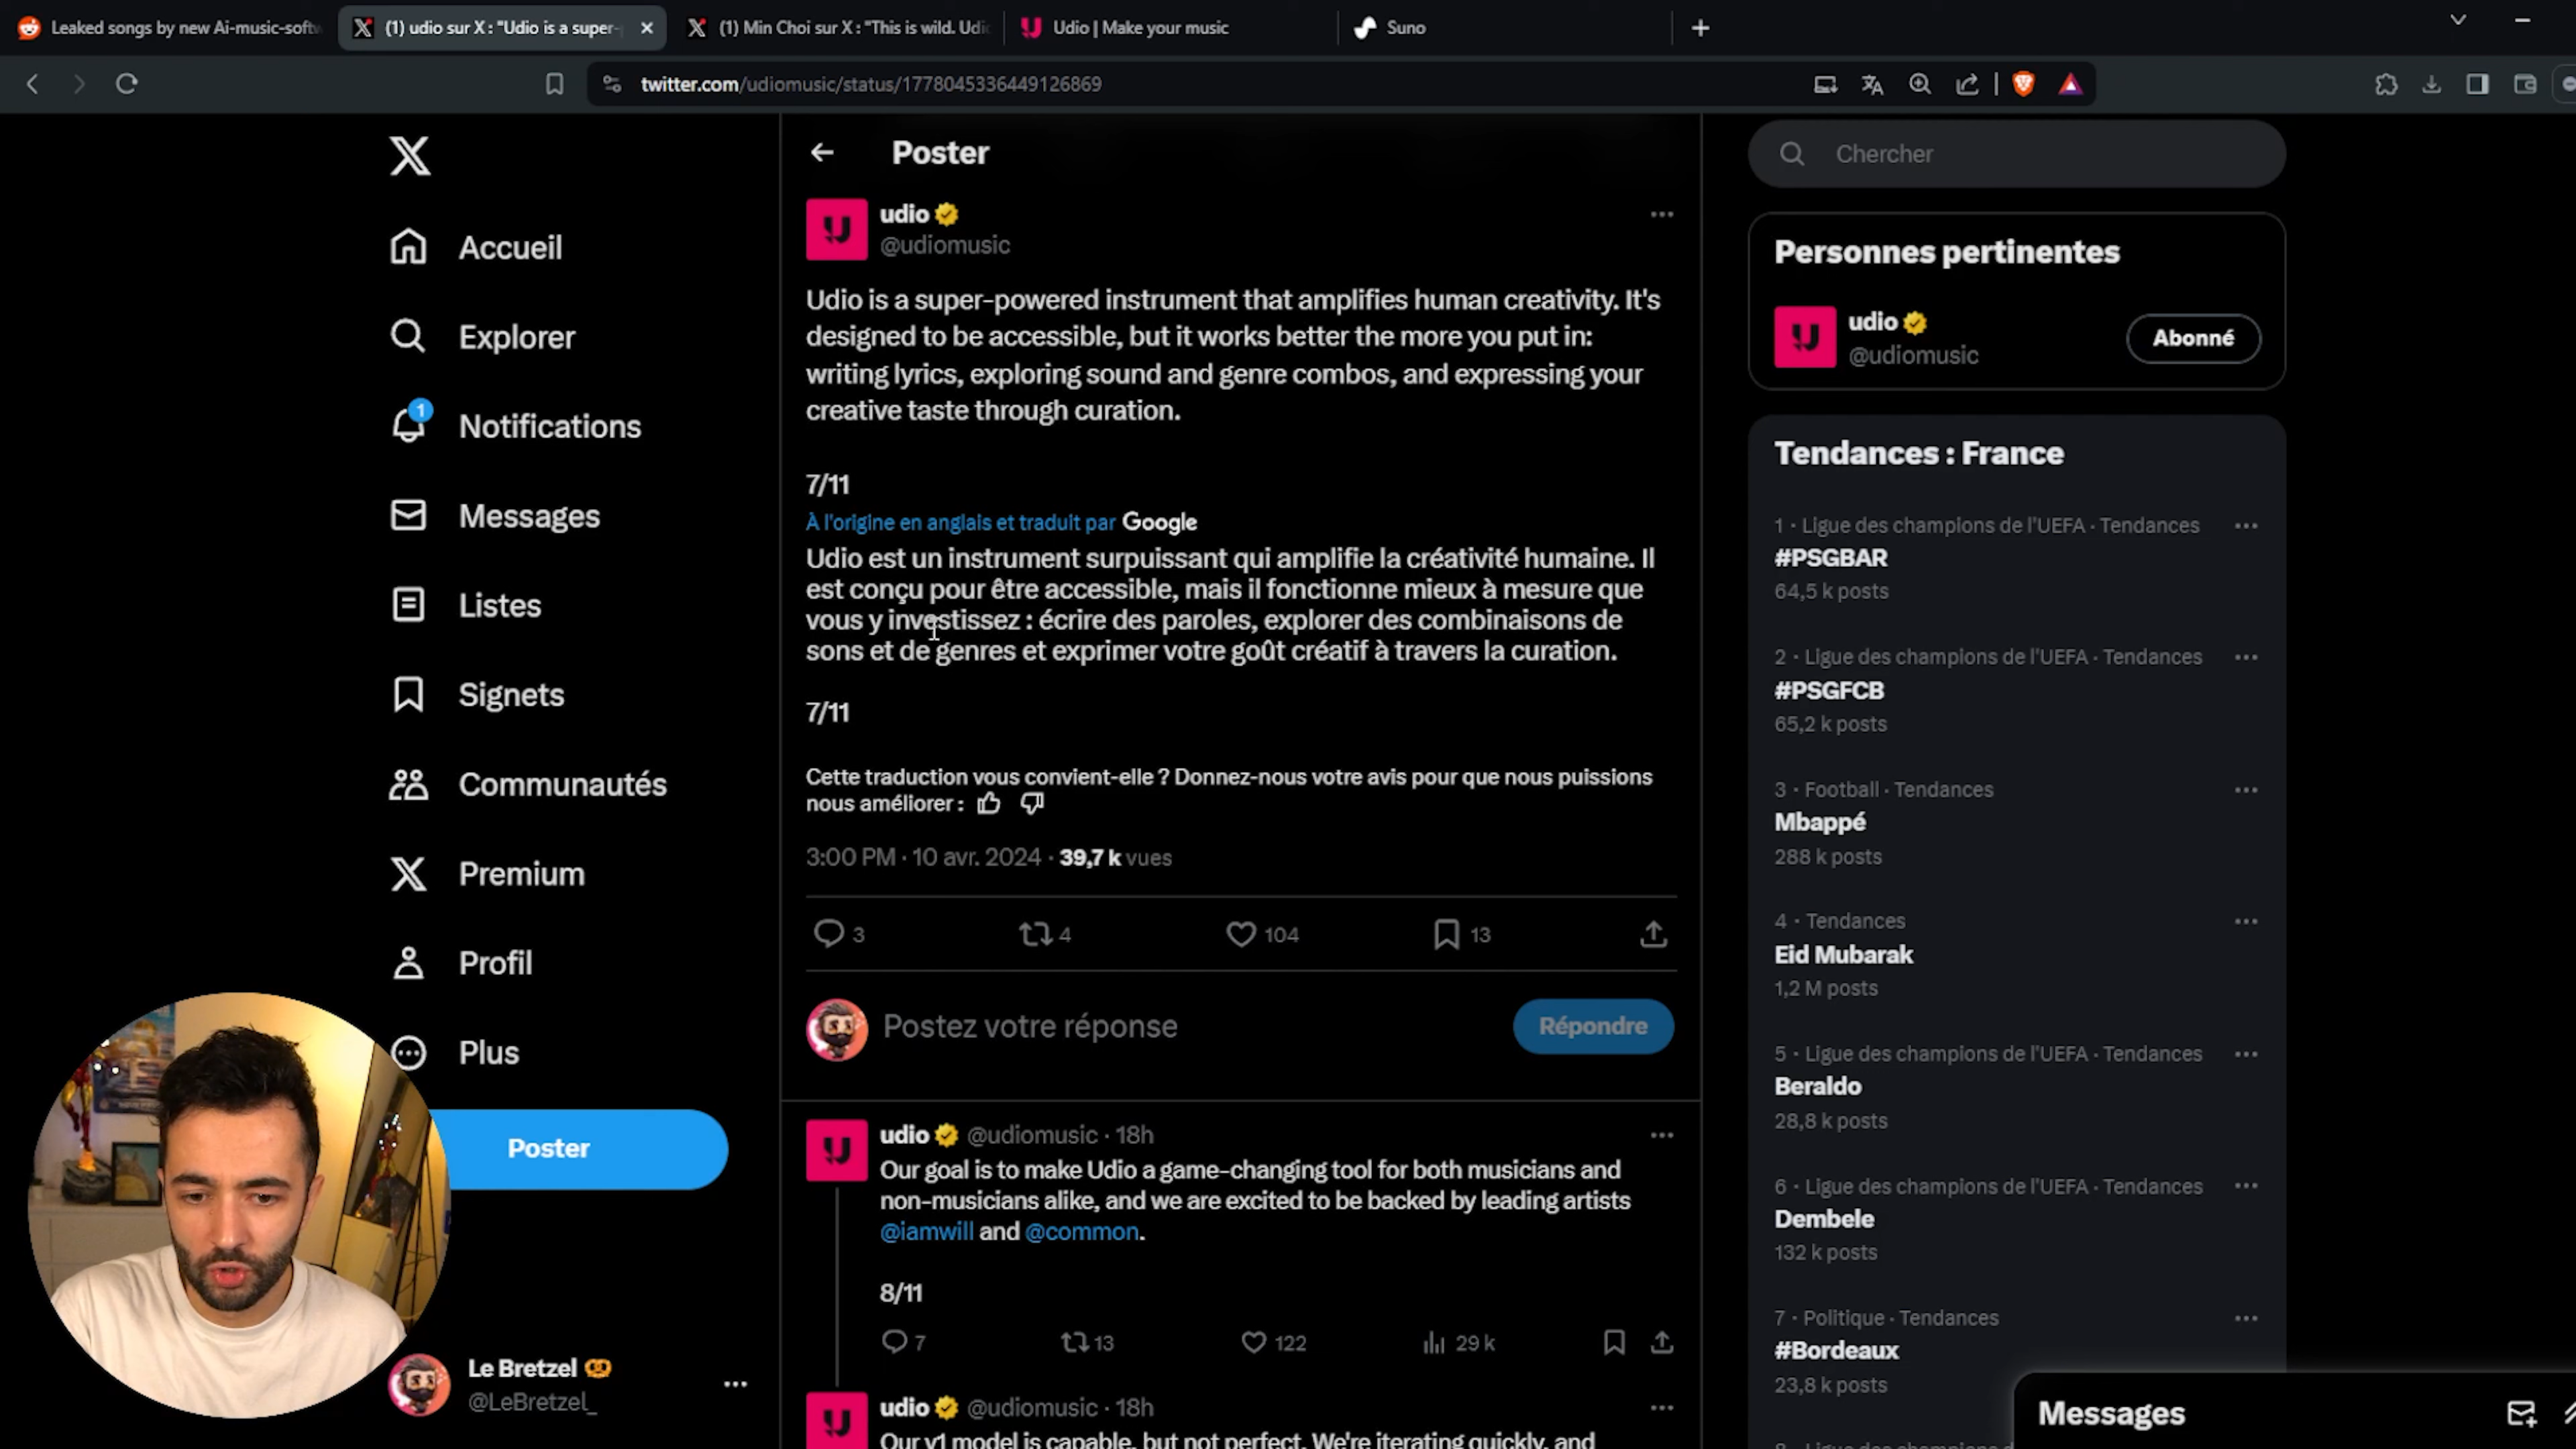 Leaked songs by new Ai-music-softw
(1) udio sur X : "Udio is a super-p
(1) Min Choi sur X : "This is wild. Udio
Udio | Make your music
Suno
twitter.com/udiomusic/status/1778045336449126869
Accueil
Explorer
1
Notifications
Messages
Listes
Signets
Communautés
Premium
Profil
Plus
Poster
Le Bretzel
@LeBretzel_
Poster
udio
@udiomusic
Udio is a super-powered instrument that amplifies human creativity. It's
designed to be accessible, but it works better the more you put in:
writing lyrics, exploring sound and genre combos, and expressing your
creative taste through curation.
7/11
À l'origine en anglais et traduit par Google
Udio est un instrument surpuissant qui amplifie la créativité humaine. Il
est conçu pour être accessible, mais il fonctionne mieux à mesure que
vous y investissez : écrire des paroles, explorer des combinaisons de
sons et de genres et exprimer votre goût créatif à travers la curation.
7/11
Cette traduction vous convient-elle ? Donnez-nous votre avis pour que nous puissions
nous améliorer :
3:00 PM · 10 avr. 2024 · 39,7 k vues
3 4 104 13
Postez votre réponse
Répondre
udio @udiomusic · 18h
Our goal is to make Udio a game-changing tool for both musicians and
non-musicians alike, and we are excited to be backed by leading artists
@iamwill and @common.
8/11
7 13 122 29 k
udio @udiomusic · 18h
Our v1 model is capable, but not perfect. We're iterating quickly, and
Chercher
Personnes pertinentes
udio
@udiomusic
Abonné
Tendances : France
1 · Ligue des champions de l'UEFA · Tendances
#PSGBAR
64,5 k posts
2 · Ligue des champions de l'UEFA · Tendances
#PSGFCB
65,2 k posts
3 · Football · Tendances
Mbappé
288 k posts
4 · Tendances
Eid Mubarak
1,2 M posts
5 · Ligue des champions de l'UEFA · Tendances
Beraldo
28,8 k posts
6 · Ligue des champions de l'UEFA · Tendances
Dembele
132 k posts
7 · Politique · Tendances
#Bordeaux
23,8 k posts
Messages